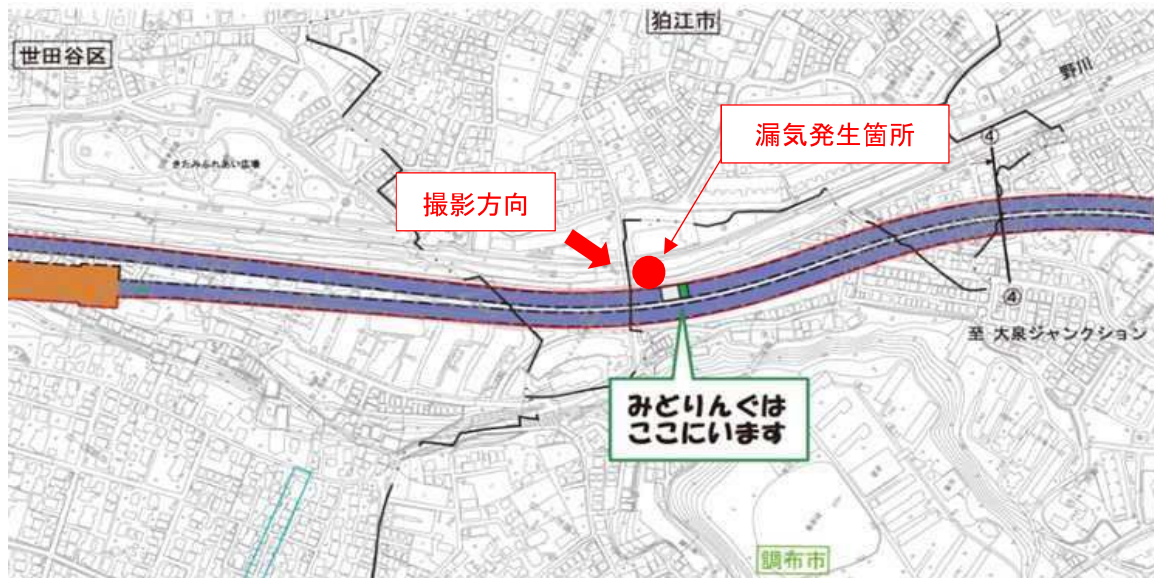 狛江市
世田谷区
野川
漏気発生箇所
④
きたみふれあい広場
撮影方向
④
至 大泉ジャンクション
みどりんぐは
ここにいます
調布市